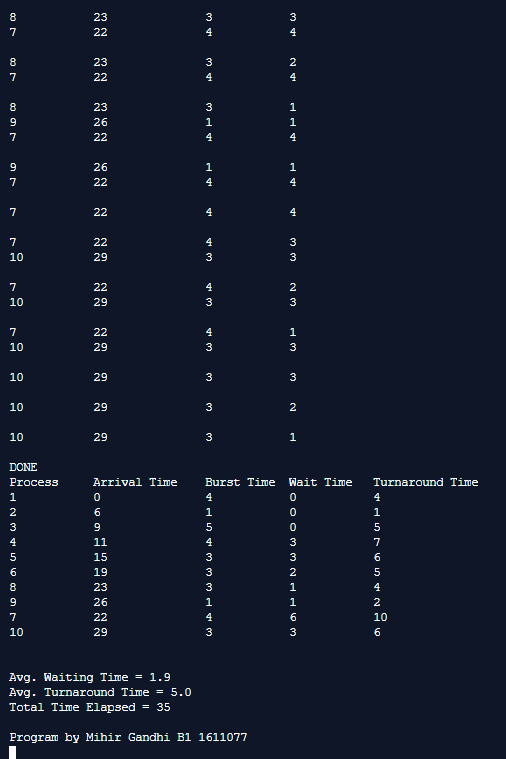 8 23 3 3
7 22 4 4
8 23 3 2
7 22 4 4
8 23 3 1
9 26 1 1
7 22 4 4
9 26 1 1
7 22 4 4
7 22 4 4
7 22 4 3
10 29 3 3
7 22 4 2
10 29 3 3
7 22 4 1
10 29 3 3
10 29 3 3
10 29 3 2
10 29 3 1
DONE
Process Arrival Time Burst Time Wait Time Turnaround Time
1 0 4 0 4
2 6 1 0 1
3 9 5 0 5
4 11 4 3 7
5 15 3 3 6
6 19 3 2 5
8 23 3 1 4
9 26 1 1 2
7 22 4 6 10
10 29 3 3 6
Avg. Waiting Time = 1.9
Avg. Turnaround Time = 5.0
Total Time Elapsed = 35
Program by Mihir Gandhi B1 1611077